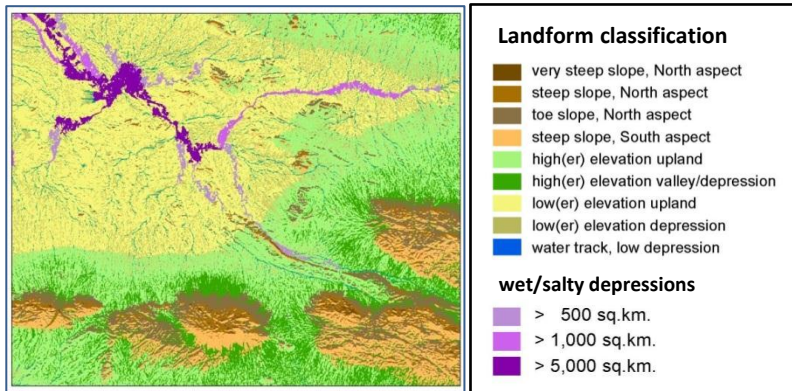 Landform classification
very steep slope, North aspect
steep slope, North aspect
toe slope, North aspect
steep slope, South aspect
high(er) elevation upland
high(er) elevation valley/depression
low(er) elevation upland
low(er) elevation depression
water track, low depression
wet/salty depressions
> 500 sq.km.
> 1,000 sq.km.
> 5,000 sq.km.